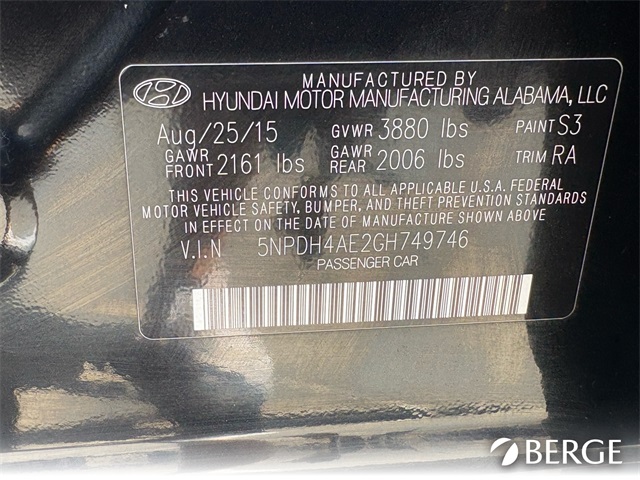 MANUFACTURED BY
HYUNDAI MOTOR MANUFACTURING ALABAMA, LLC
Aug/25/15 GVWR 3880 lbs PAINT S3
GAWR FRONT 2161 lbs GAWR REAR 2006 lbs TRIM RA
THIS VEHICLE CONFORMS TO ALL APPLICABLE U.S.A. FEDERAL
MOTOR VEHICLE SAFETY, BUMPER, AND THEFT PREVENTION STANDARDS
IN EFFECT ON THE DATE OF MANUFACTURE SHOWN ABOVE
V.I.N 5NPDH4AE2GH749746
PASSENGER CAR
BERGE